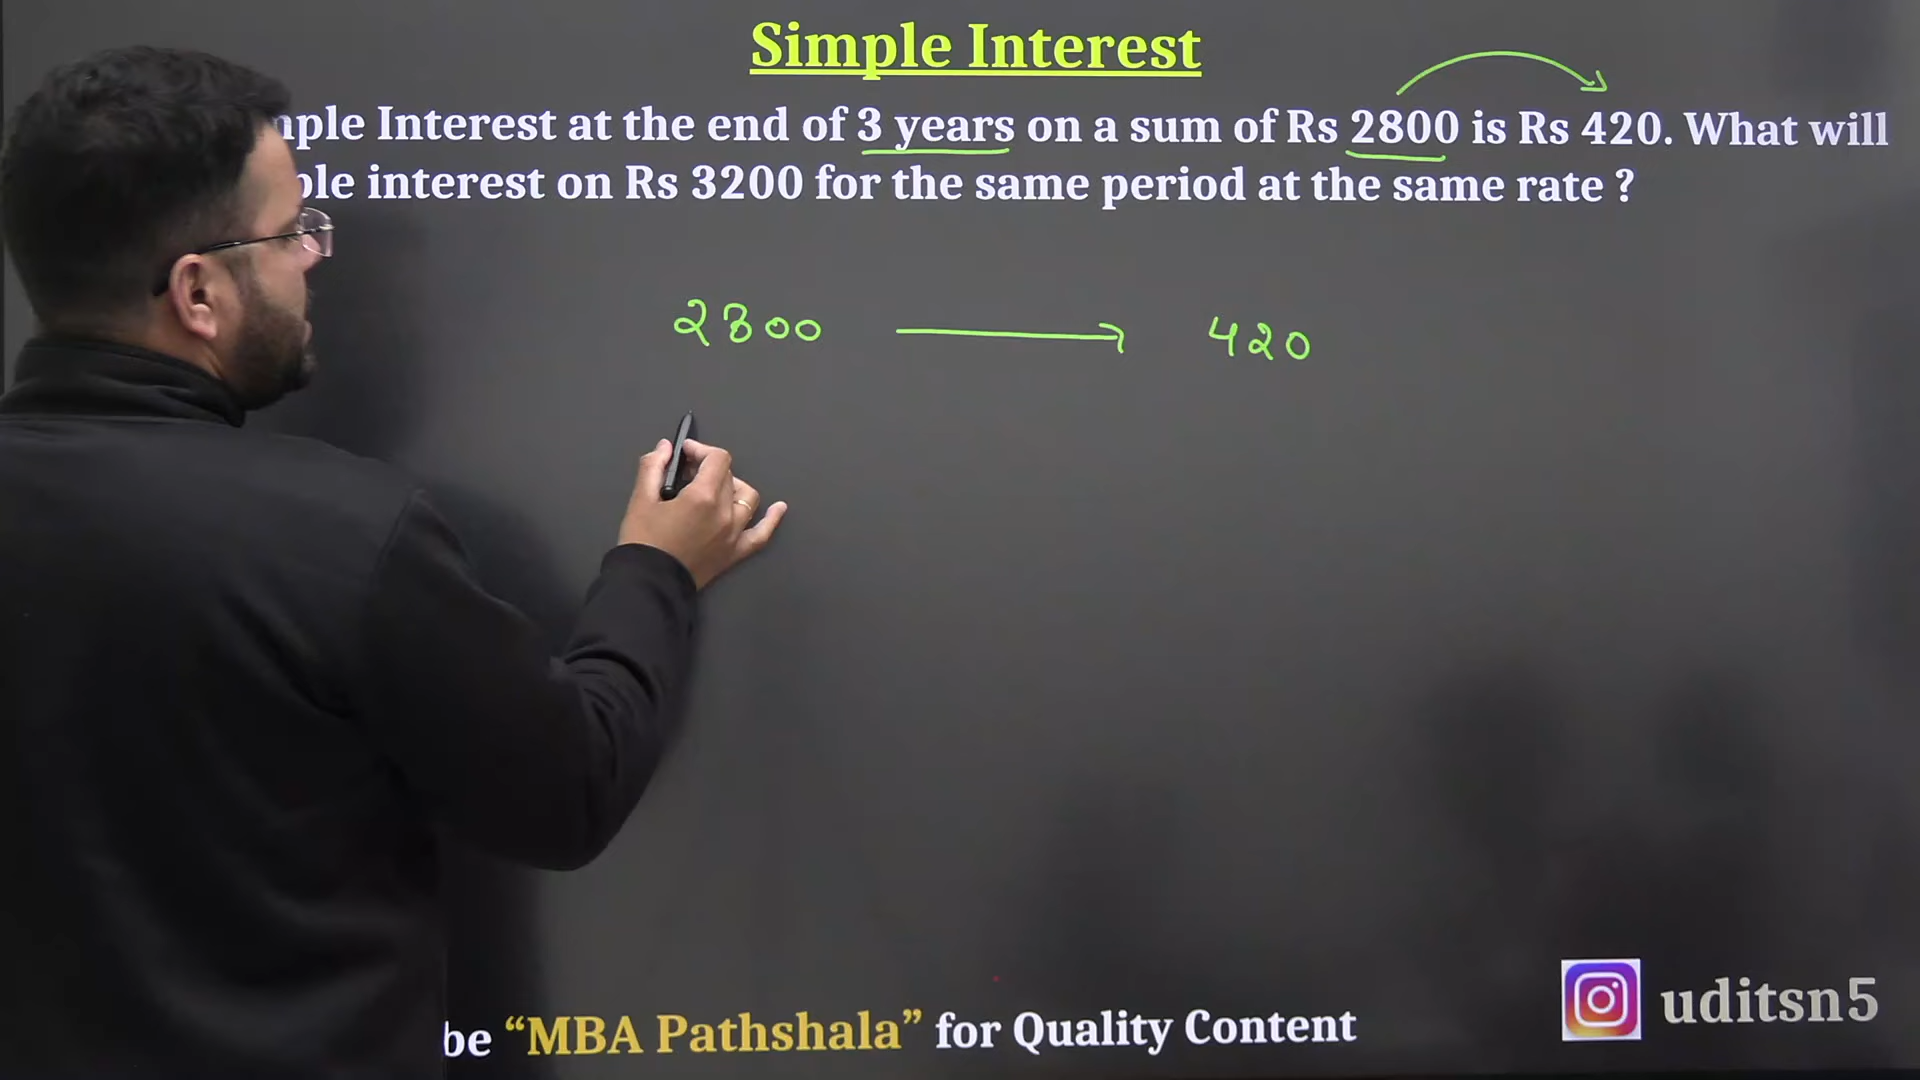 Simple Interest
Interest at the end of 3 years on a sum of Rs 2800 is Rs 420. What will
interest on Rs 3200 for the same period at the same rate ?
2800 → 420
be “MBA Pathshala” for Quality Content
uditsn5